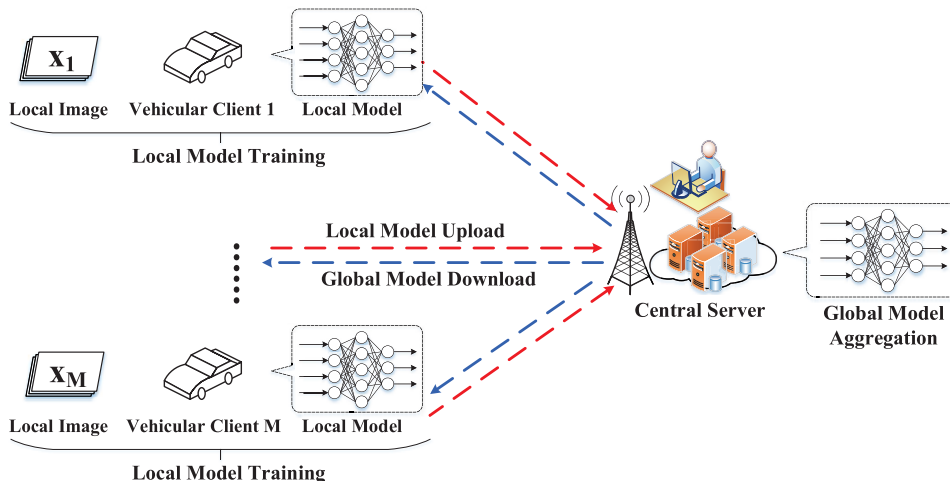 x1
Local Image
Vehicular Client 1
Local Model
Local Model Training
Local Model Upload
Global Model Download
Central Server
Global Model
Aggregation
xM
Local Image
Vehicular Client M
Local Model
Local Model Training